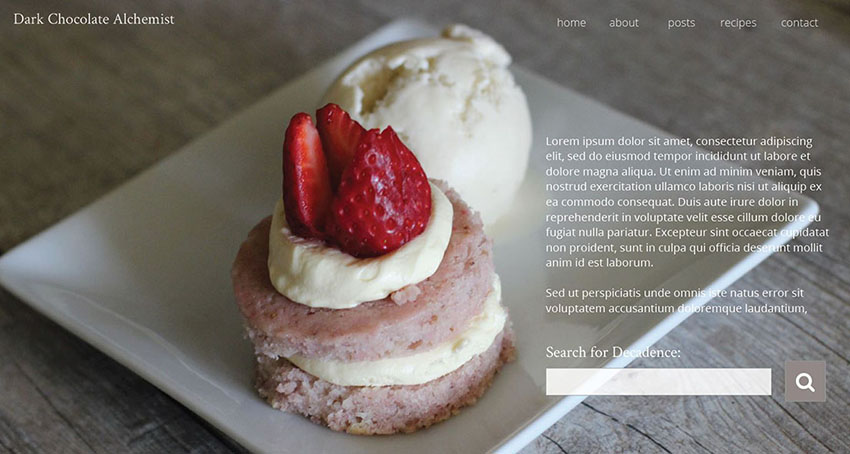 Dark Chocolate Alchemist
home about posts recipes contact
Lorem ipsum dolor sit amet, consectetur adipiscing
elit, sed do eiusmod tempor incididunt ut labore et
dolore magna aliqua. Ut enim ad minim veniam, quis
nostrud exercitation ullamco laboris nisi ut aliquip ex
ea commodo consequat. Duis aute irure dolor in
reprehenderit in voluptate velit esse cillum dolore eu
fugiat nulla pariatur. Excepteur sint occaecat cupidatat
non proident, sunt in culpa qui officia deserunt mollit
anim id est laborum.
Sed ut perspiciatis unde omnis iste natus error sit
voluptatem accusantium doloremque laudantium,
Search for Decadence: